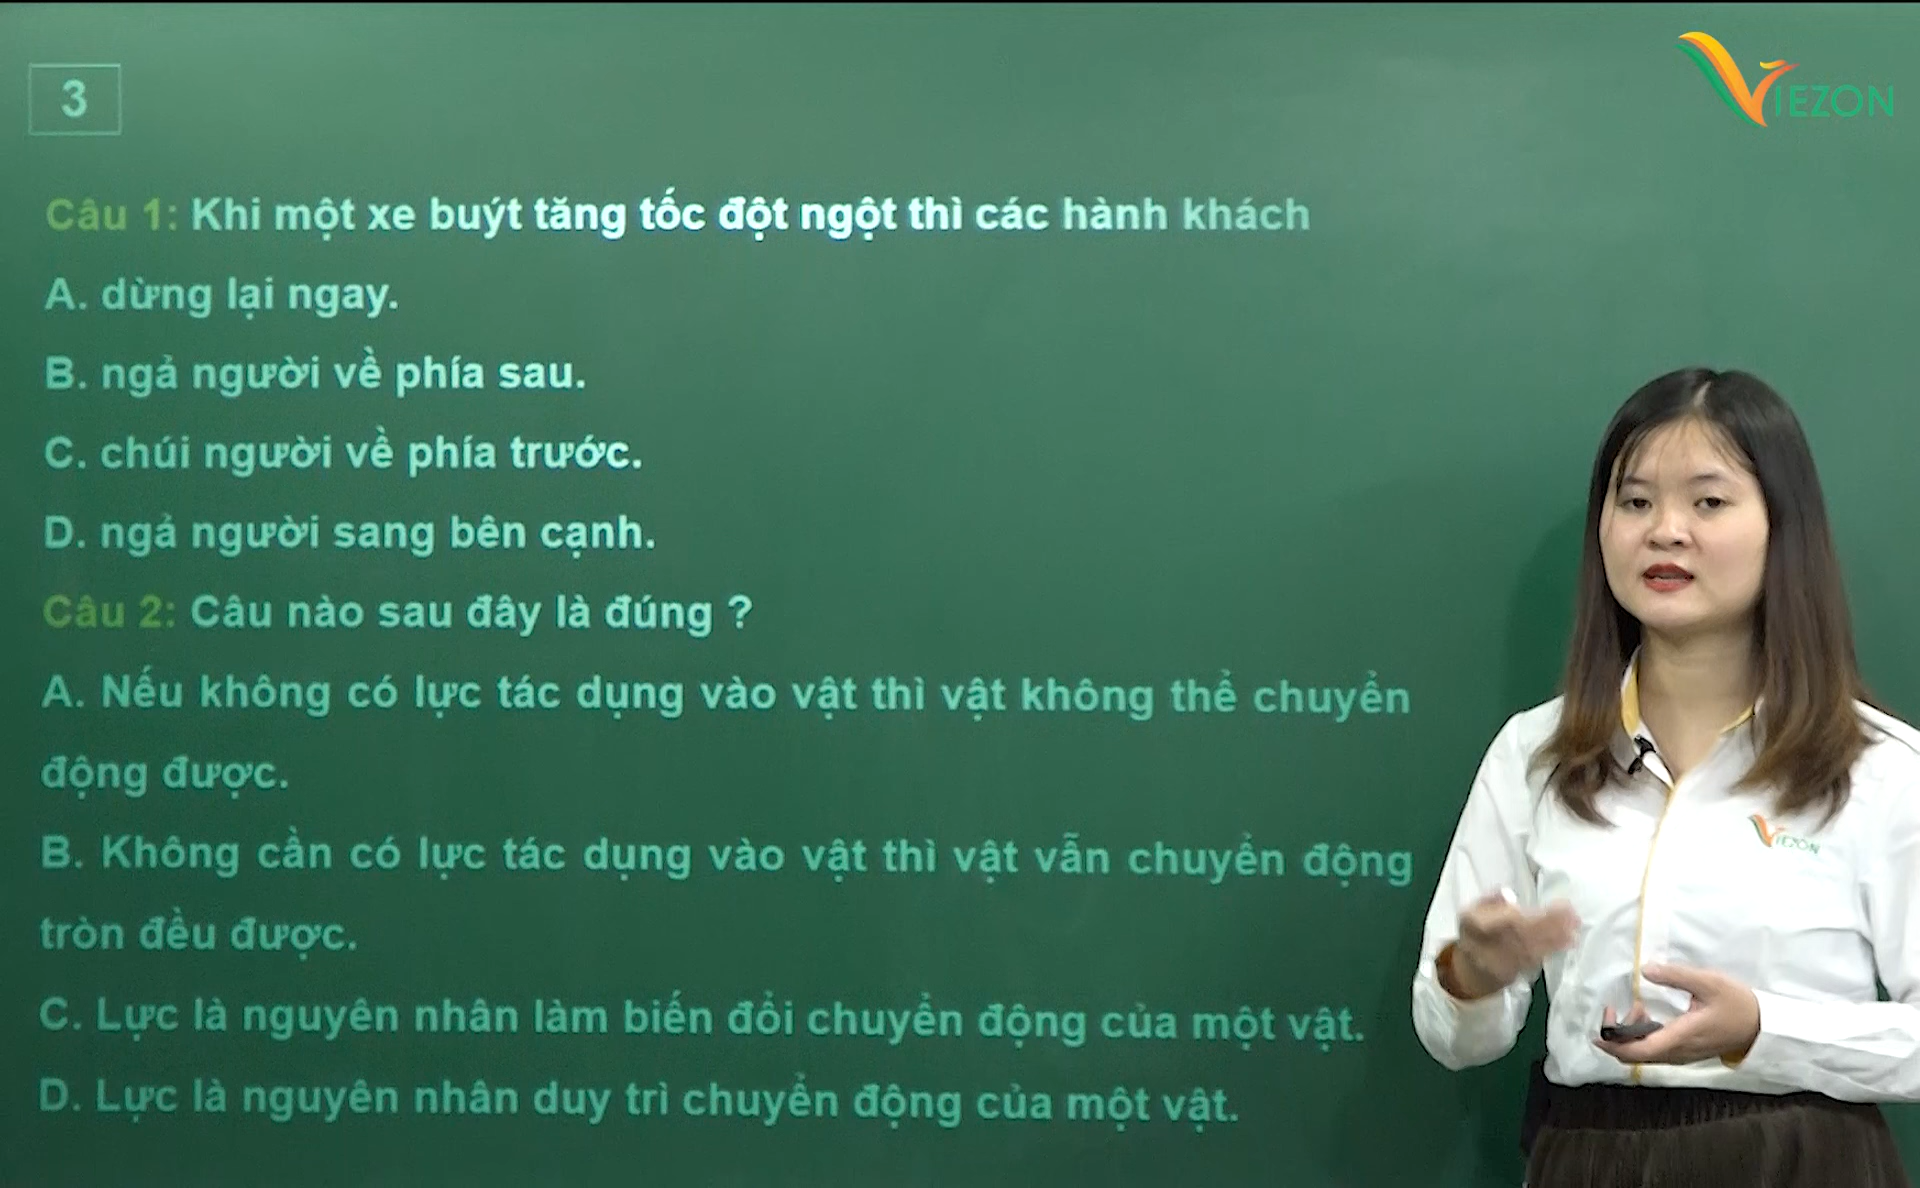 VIEZON
3
Câu 1: Khi một xe buýt tăng tốc đột ngột thì các hành khách
A. dừng lại ngay.
B. ngả người về phía sau.
C. chúi người về phía trước.
D. ngả người sang bên cạnh.
Câu 2: Câu nào sau đây là đúng ?
A. Nếu không có lực tác dụng vào vật thì vật không thể chuyển
động được.
B. Không cần có lực tác dụng vào vật thì vật vẫn chuyển động
tròn đều được.
C. Lực là nguyên nhân làm biến đổi chuyển động của một vật.
D. Lực là nguyên nhân duy trì chuyển động của một vật.
VIEZON